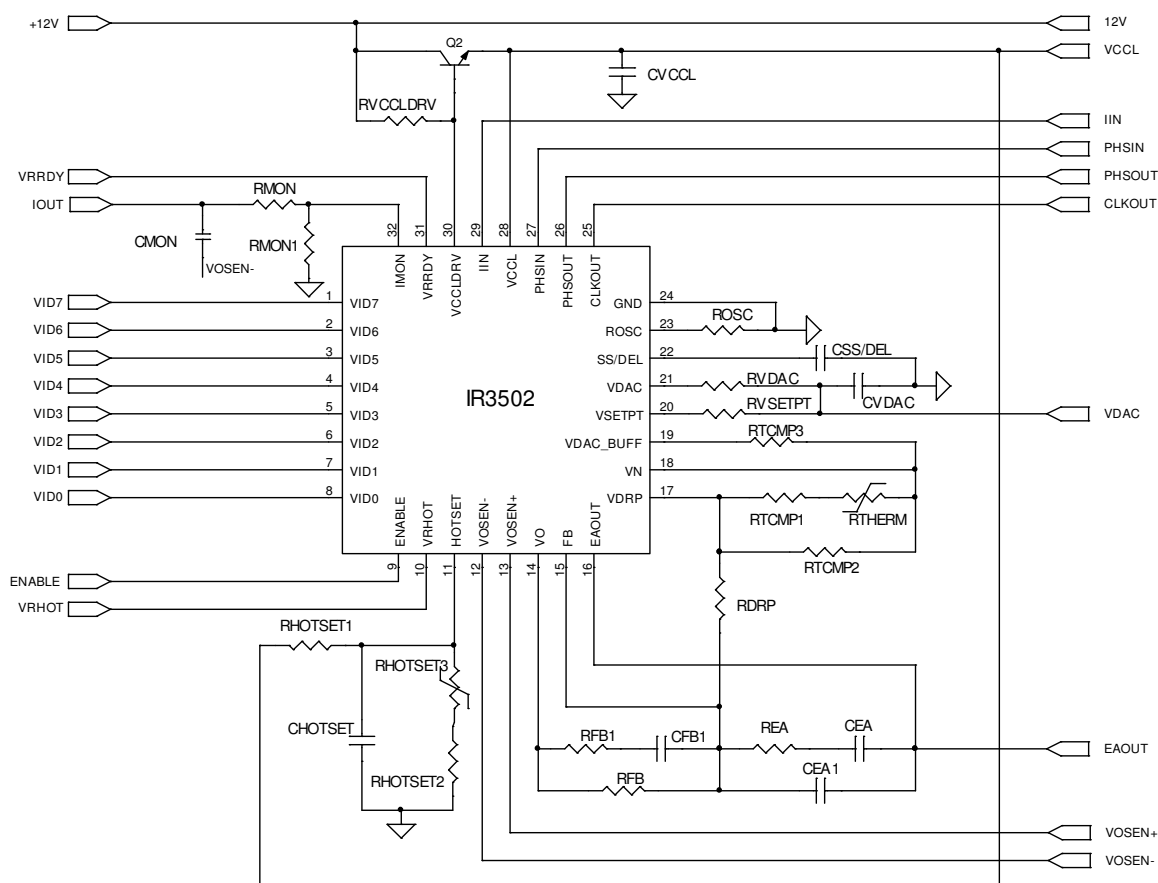 +12V
12V
Q2
VCCL
CVCCL
RVCCLDRV
IIN
PHSIN
VRRDY
PHSOUT
RMON
IOUT
CLKOUT
CMON
RMON1
VOSEN-
32
31
30
29
28
27
26
25
IMON
VRRDY
VCCLDRV
IIN
VCCL
PHSIN
PHSOUT
CLKOUT
VID7
1
VID7
GND
24
VID6
2
VID6
ROSC
23
ROSC
VID5
3
VID5
SS/DEL
22
CSS/DEL
VID4
4
VID4
VDAC
21
RVDAC
CVDAC
IR3502
VID3
5
VID3
VSETPT
20
RVSETPT
VDAC
VID2
6
VID2
VDAC_BUFF
19
RTCMP3
VID1
7
VID1
VN
18
VID0
8
VID0
VDRP
17
RTCMP1
RTHERM
RTCMP2
ENABLE
VRHOT
HOTSET
VOSEN-
VOSEN+
VO
FB
EAOUT
9
10
11
12
13
14
15
16
ENABLE
VRHOT
RDRP
RHOTSET1
RHOTSET3
CHOTSET
RHOTSET2
RFB1
CFB1
REA
CEA
EAOUT
RFB
CEA1
VOSEN+
VOSEN-